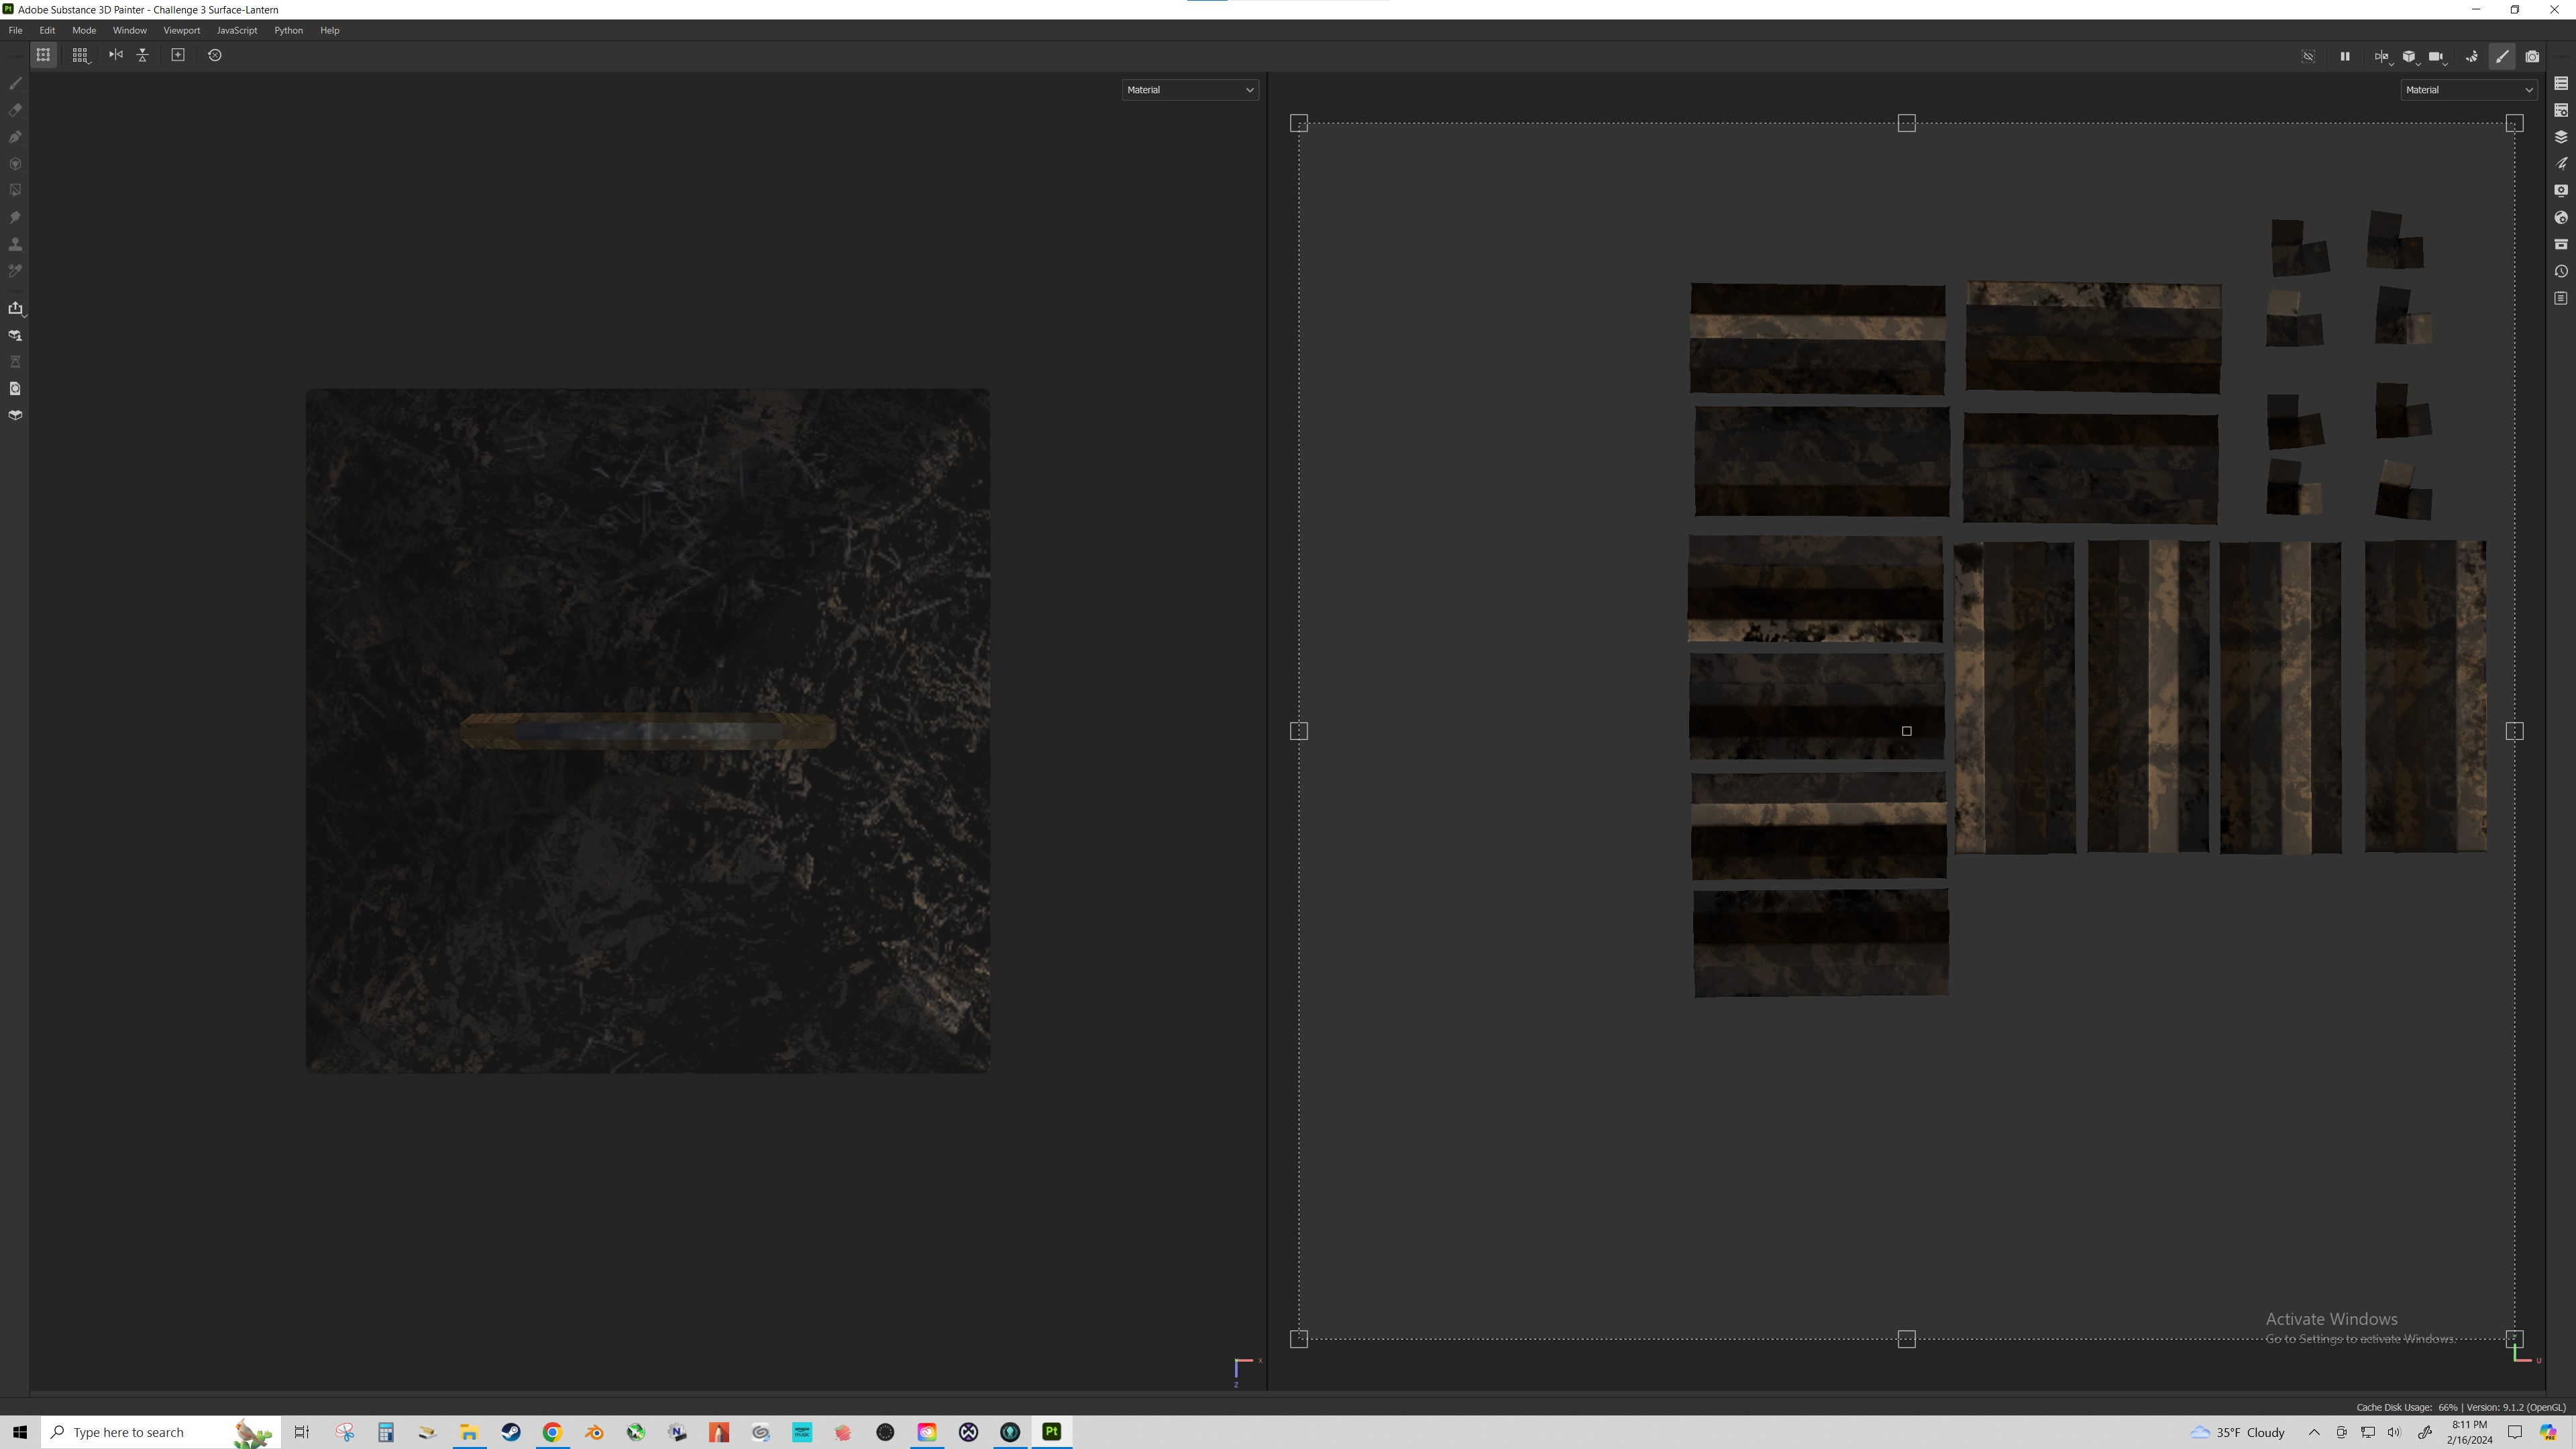 Pt Adobe Substance 3D Painter - Challenge 3 Surface-Lantern
File Edit Mode Window Viewport JavaScript Python Help
Material
Material
X
Z
U
Activate Windows
Go to Settings to activate Windows.
Cache Disk Usage: 66% | Version: 9.1.2 (OpenGL)
Type here to search
Pt
35°F Cloudy
8:11 PM
2/16/2024